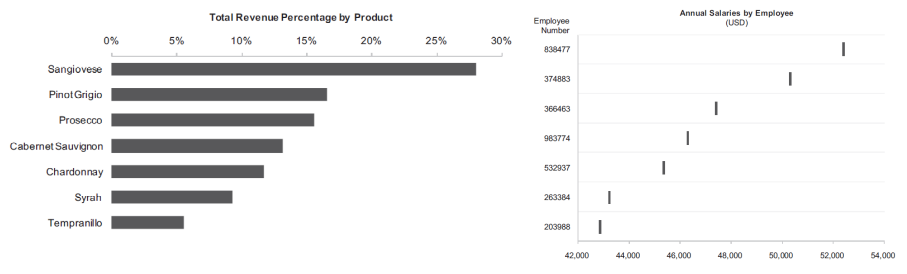 Total Revenue Percentage by Product
0% 5% 10% 15% 20% 25% 30%
Sangiovese
Pinot Grigio
Prosecco
Cabernet Sauvignon
Chardonnay
Syrah
Tempranillo
Annual Salaries by Employee
(USD)
Employee
Number
838477
374883
366463
983774
532937
263384
203988
42,000 44,000 46,000 48,000 50,000 52,000 54,000